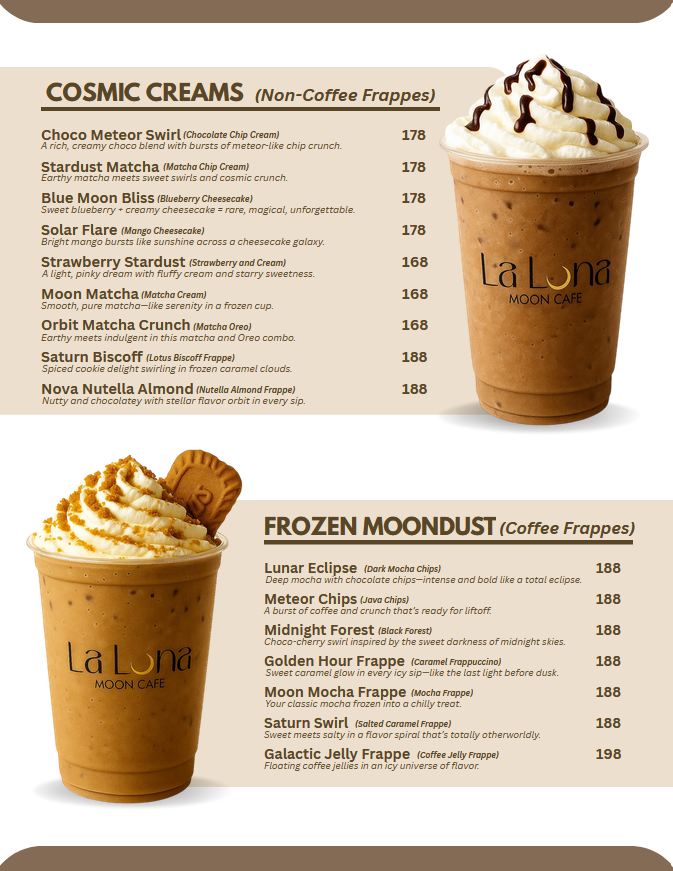 COSMIC CREAMS (Non-Coffee Frappes)
Choco Meteor Swirl (Chocolate Chip Cream) 178
A rich, creamy choco blend with bursts of meteor-like chip crunch.
Stardust Matcha (Matcha Chip Cream) 178
Earthy matcha meets sweet swirls and cosmic crunch.
Blue Moon Bliss (Blueberry Cheesecake) 178
Sweet blueberry + creamy cheesecake = rare, magical, unforgettable.
Solar Flare (Mango Cheesecake) 178
Bright mango bursts like sunshine across a cheesecake galaxy.
Strawberry Stardust (Strawberry and Cream) 168
A light, pinky dream with fluffy cream and starry sweetness.
Moon Matcha (Matcha Cream) 168
Smooth, pure matcha—like serenity in a frozen cup.
Orbit Matcha Crunch (Matcha Oreo) 168
Earthy meets indulgent in this matcha and Oreo combo.
Saturn Biscoff (Lotus Biscoff Frappe) 188
Spiced cookie delight swirling in frozen caramel clouds.
Nova Nutella Almond (Nutella Almond Frappe) 188
Nutty and chocolatey with stellar flavor orbit in every sip.
La Luna
MOON CAFE
FROZEN MOONDUST (Coffee Frappes)
Lunar Eclipse (Dark Mocha Chips) 188
Deep mocha with chocolate chips—intense and bold like a total eclipse.
Meteor Chips (Java Chips) 188
A burst of coffee and crunch that's ready for liftoff.
Midnight Forest (Black Forest) 188
Choco-cherry swirl inspired by the sweet darkness of midnight skies.
Golden Hour Frappe (Caramel Frappuccino) 188
Sweet caramel glow in every icy sip—like the last light before dusk.
Moon Mocha Frappe (Mocha Frappe) 188
Your classic mocha frozen into a chilly treat.
Saturn Swirl (Salted Caramel Frappe) 188
Sweet meets salty in a flavor spiral that's totally otherworldly.
Galactic Jelly Frappe (Coffee Jelly Frappe) 198
Floating coffee jellies in an icy universe of flavor.
La Luna
MOON CAFE